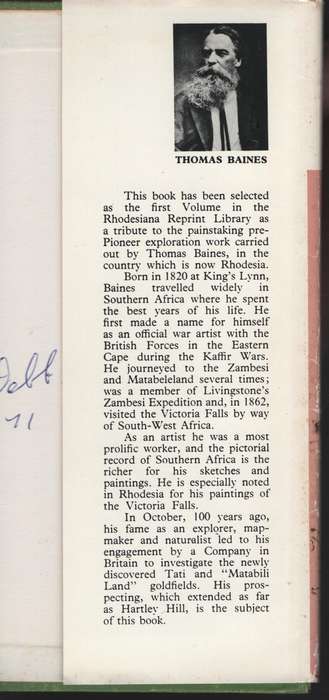 THOMAS BAINES
This book has been selected
as the first Volume in the
Rhodesiana Reprint Library as
a tribute to the painstaking pre-
Pioneer exploration work carried
out by Thomas Baines, in the
country which is now Rhodesia.
Born in 1820 at King's Lynn,
Baines travelled widely in
Southern Africa where he spent
the best years of his life. He
first made a name for himself
as an official war artist with the
British Forces in the Eastern
Cape during the Kaffir Wars.
He journeyed to the Zambesi
and Matabeleland several times;
was a member of Livingstone's
Zambesi Expedition and, in 1862,
visited the Victoria Falls by way
of South-West Africa.
As an artist he was a most
prolific worker, and the pictorial
record of Southern Africa is the
richer for his sketches and
paintings. He is especially noted
in Rhodesia for his paintings of
the Victoria Falls.
In October, 100 years ago,
his fame as an explorer, map-
maker and naturalist led to his
engagement by a Company in
Britain to investigate the newly
discovered Tati and "Matabili
Land" goldfields. His pros-
pecting, which extended as far
as Hartley Hill, is the subject
of this book.